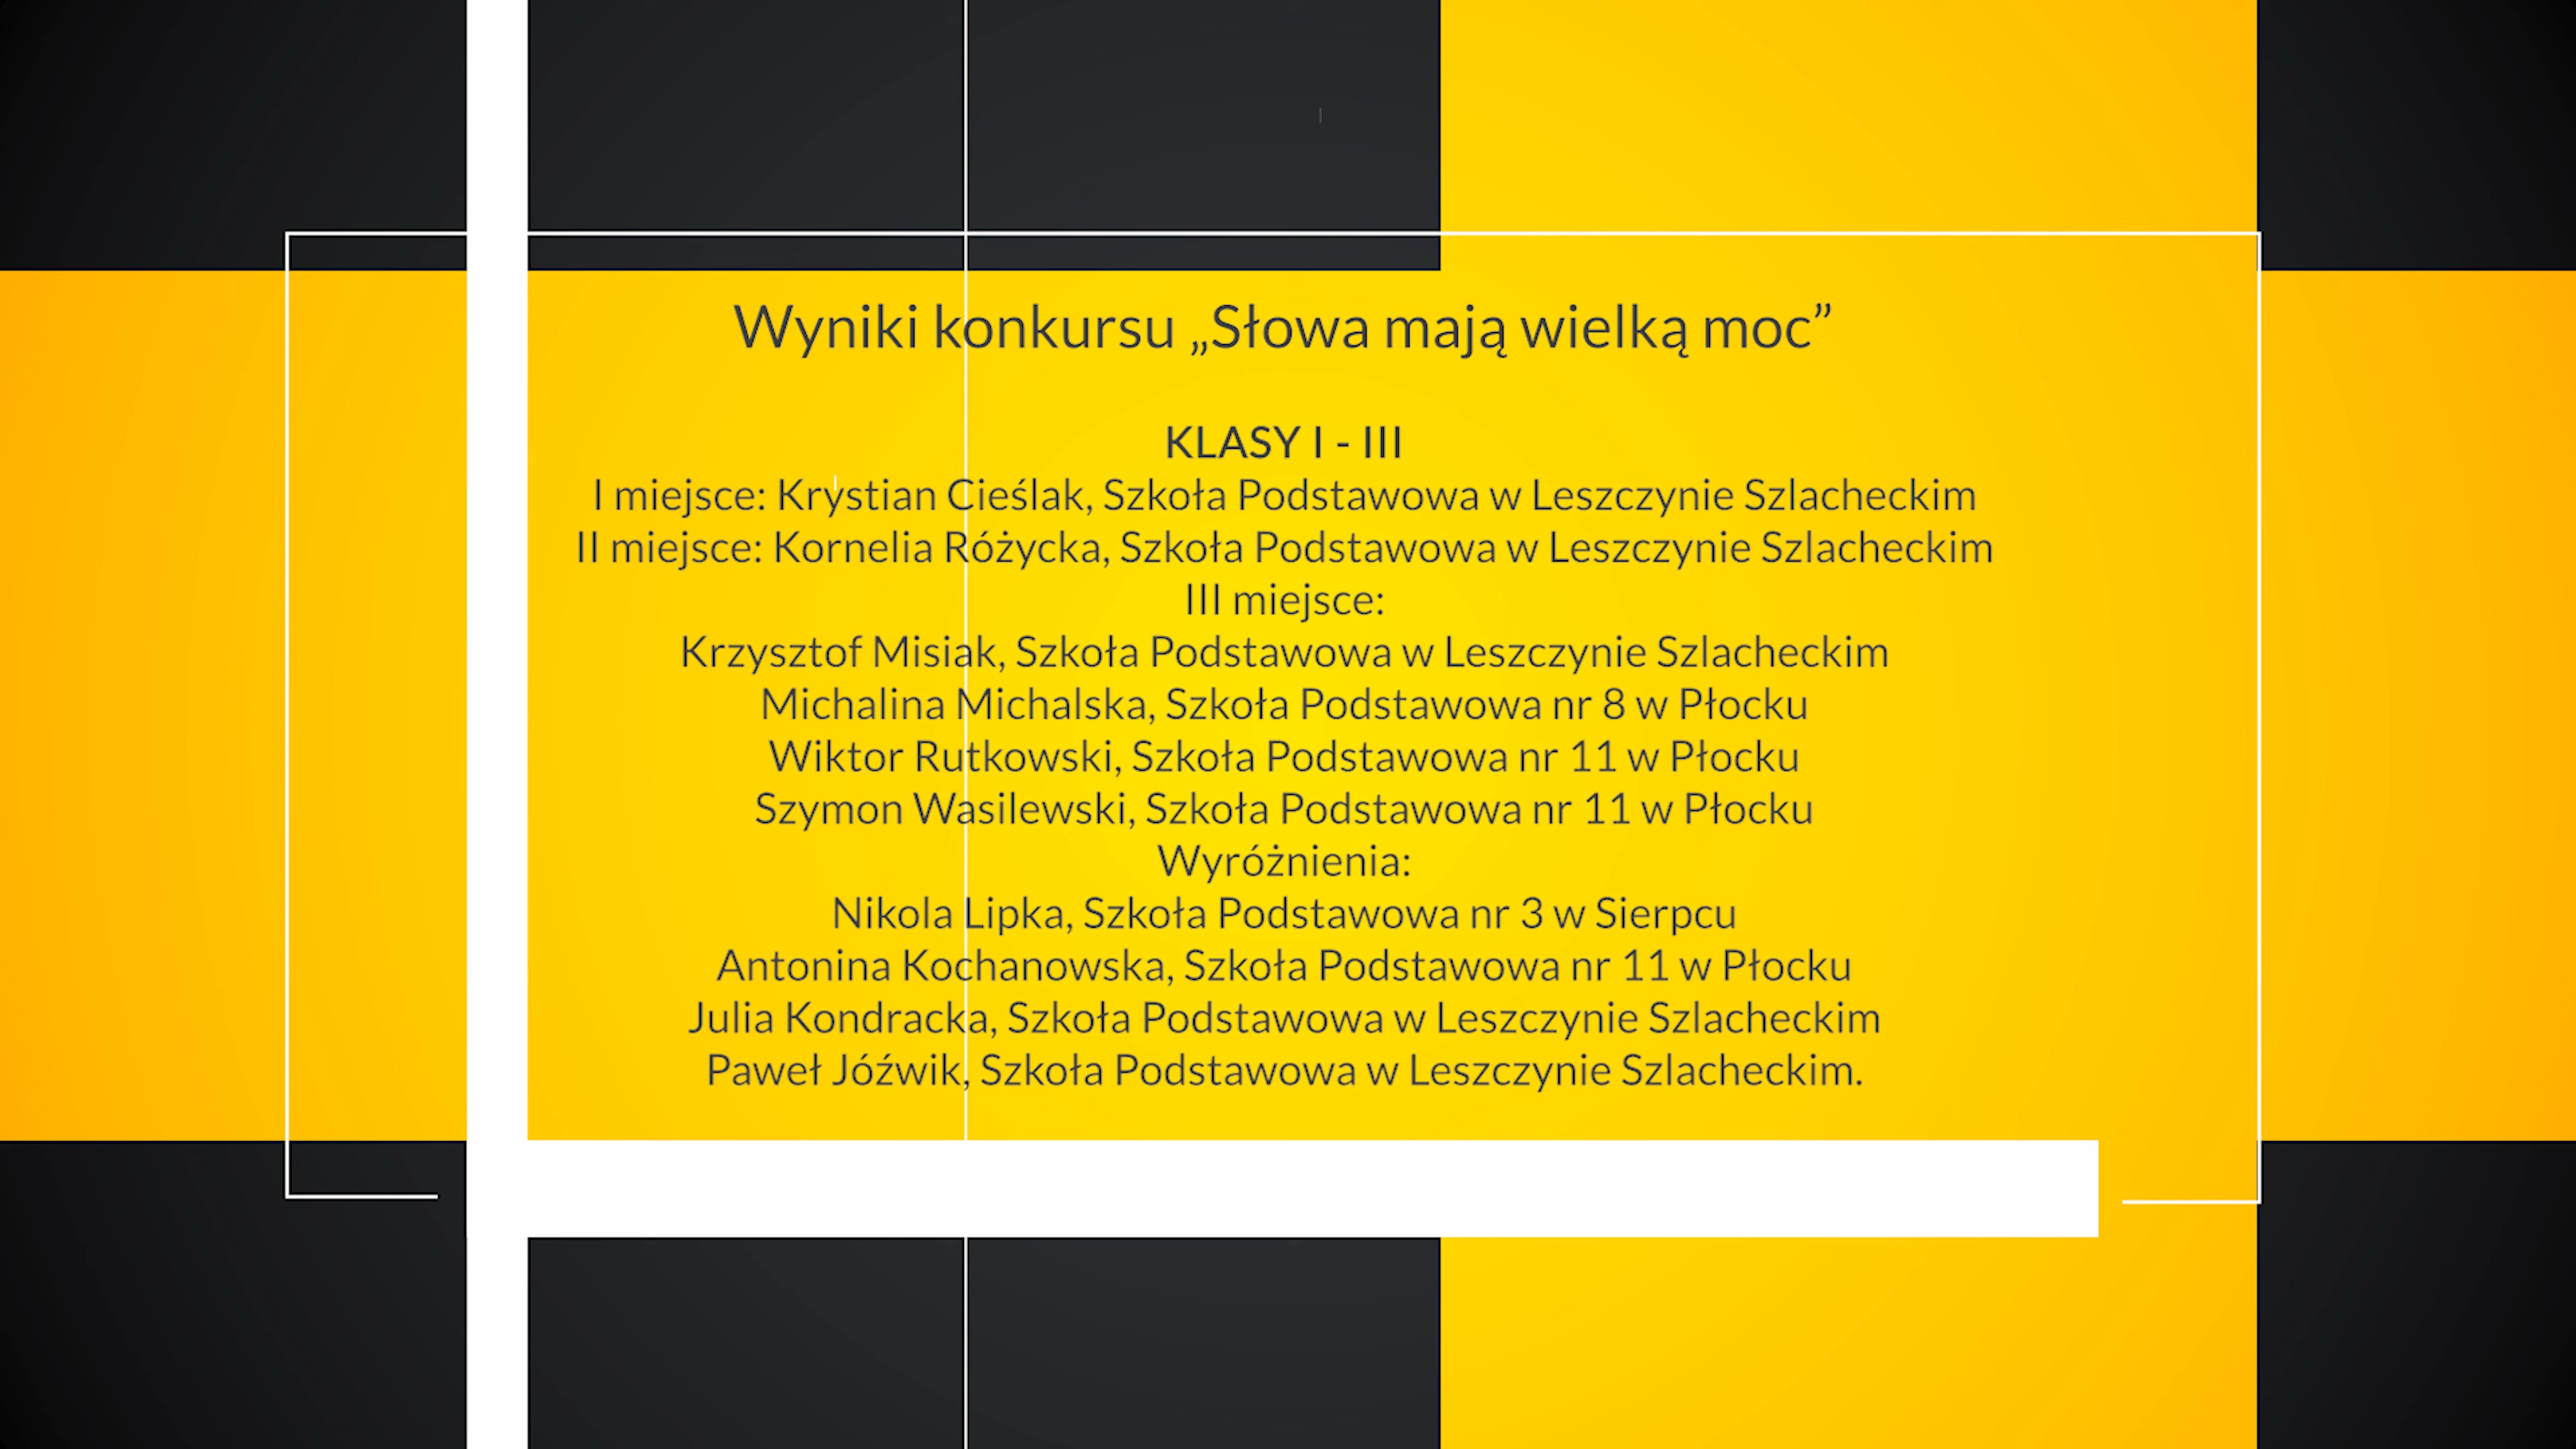 Wyniki konkursu „Słowa mają wielką moc”
KLASY I - III
I miejsce: Krystian Cieślak, Szkoła Podstawowa w Leszczynie Szlacheckim
II miejsce: Kornelia Różycka, Szkoła Podstawowa w Leszczynie Szlacheckim
III miejsce:
Krzysztof Misiak, Szkoła Podstawowa w Leszczynie Szlacheckim
Michalina Michalska, Szkoła Podstawowa nr 8 w Płocku
Wiktor Rutkowski, Szkoła Podstawowa nr 11 w Płocku
Szymon Wasilewski, Szkoła Podstawowa nr 11 w Płocku
Wyróżnienia:
Nikola Lipka, Szkoła Podstawowa nr 3 w Sierpcu
Antonina Kochanowska, Szkoła Podstawowa nr 11 w Płocku
Julia Kondracka, Szkoła Podstawowa w Leszczynie Szlacheckim
Paweł Jóźwik, Szkoła Podstawowa w Leszczynie Szlacheckim.